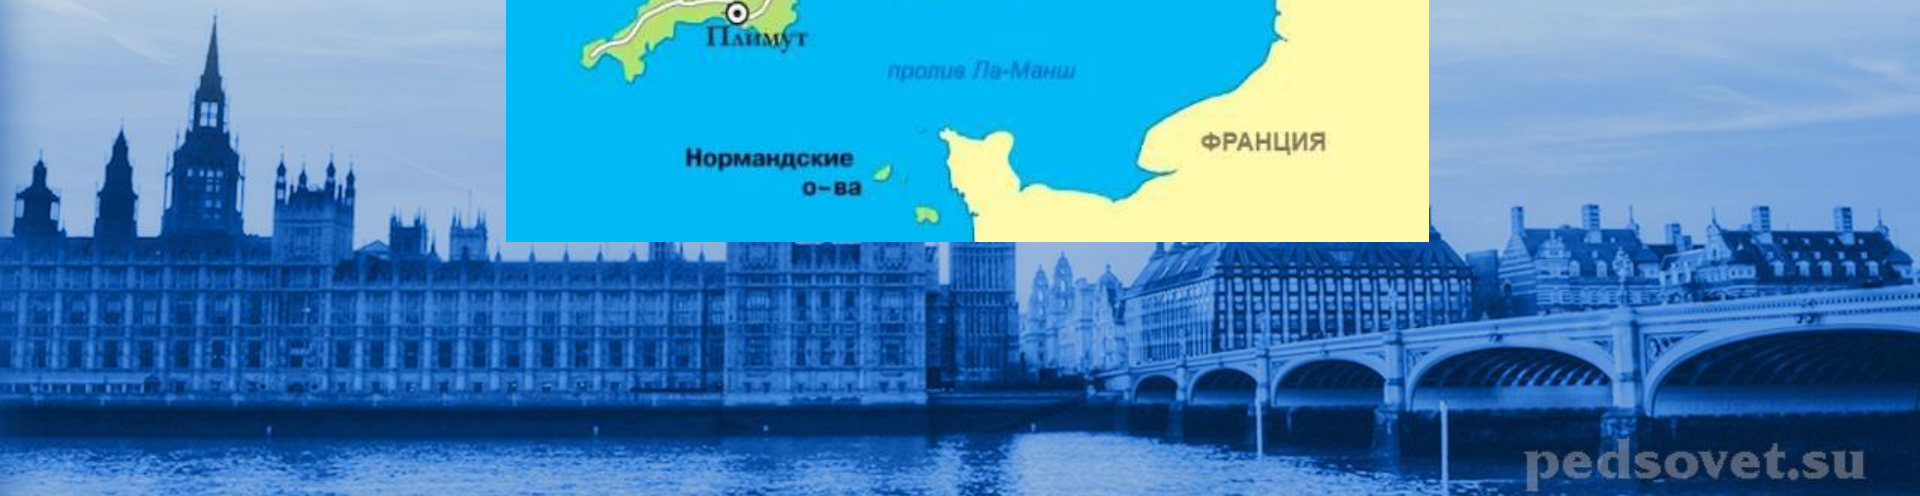 Плимут
пролив Ла-Манш
ФРАНЦИЯ
Нормандские
о-ва
pedsovet.su